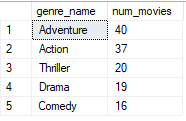 genre_name num_movies
1 Adventure 40
2 Action 37
3 Thriller 20
4 Drama 19
5 Comedy 16